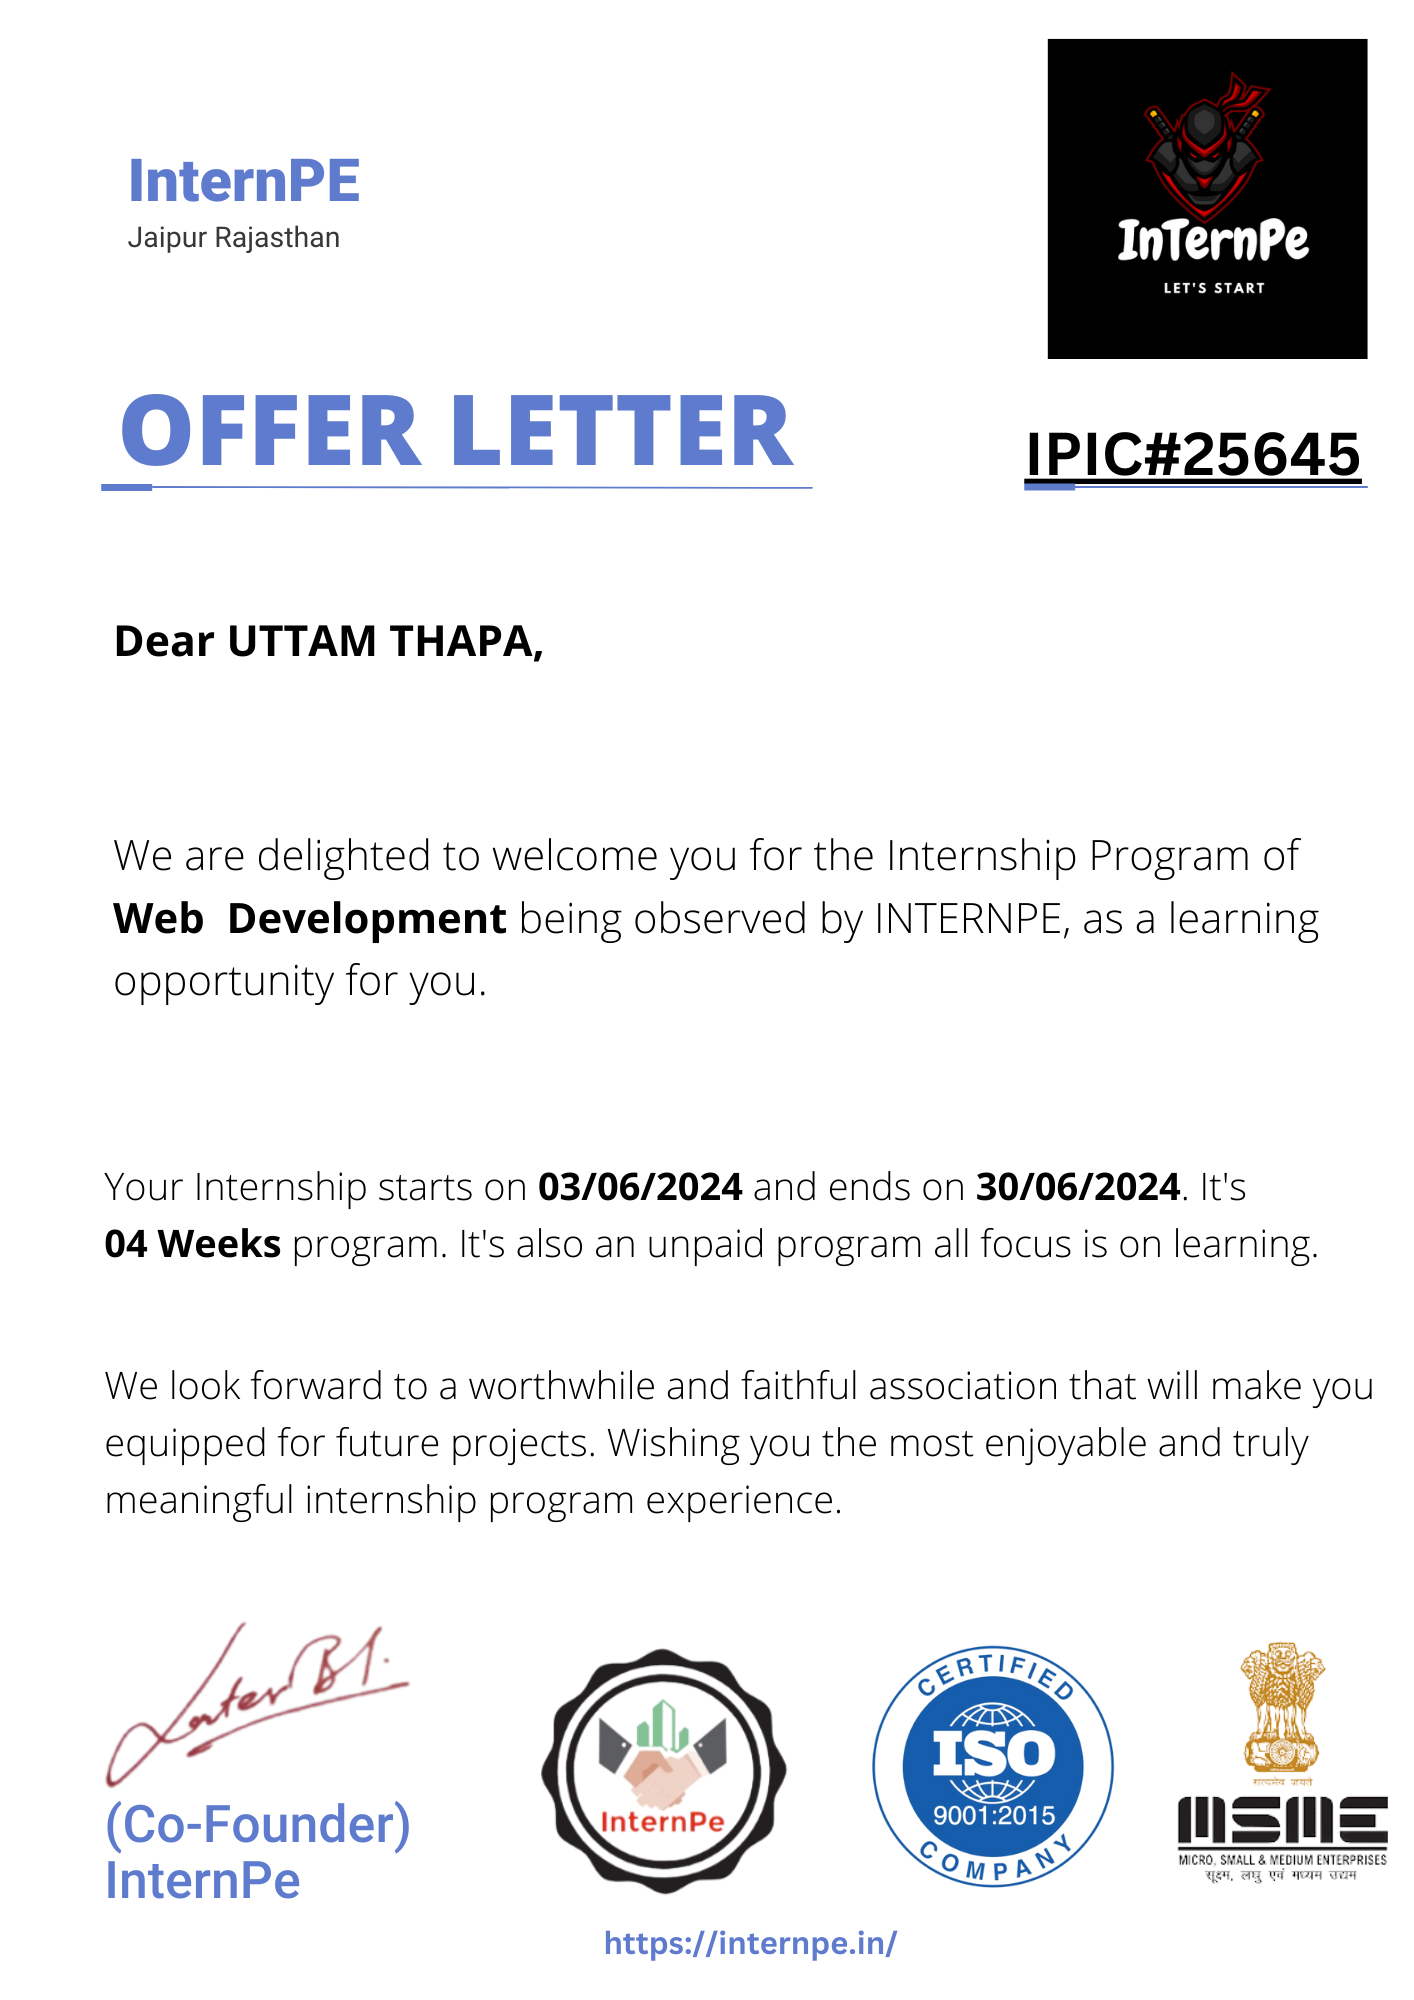 InternPE
Jaipur Rajasthan
InTernPe
LET'S START
OFFER LETTER
IPIC#25645
Dear UTTAM THAPA,
We are delighted to welcome you for the Internship Program of
Web Development being observed by INTERNPE, as a learning
opportunity for you.
Your Internship starts on 03/06/2024 and ends on 30/06/2024. It's
04 Weeks program. It's also an unpaid program all focus is on learning.
We look forward to a worthwhile and faithful association that will make you
equipped for future projects. Wishing you the most enjoyable and truly
meaningful internship program experience.
(Co-Founder)
InternPe
InternPe
CERTIFIED
ISO
9001:2015
COMPANY
सत्यमेव जयते
MSME
MICRO, SMALL & MEDIUM ENTERPRISES
सूक्ष्म, लघु एवं मध्यम उद्यम
https://internpe.in/